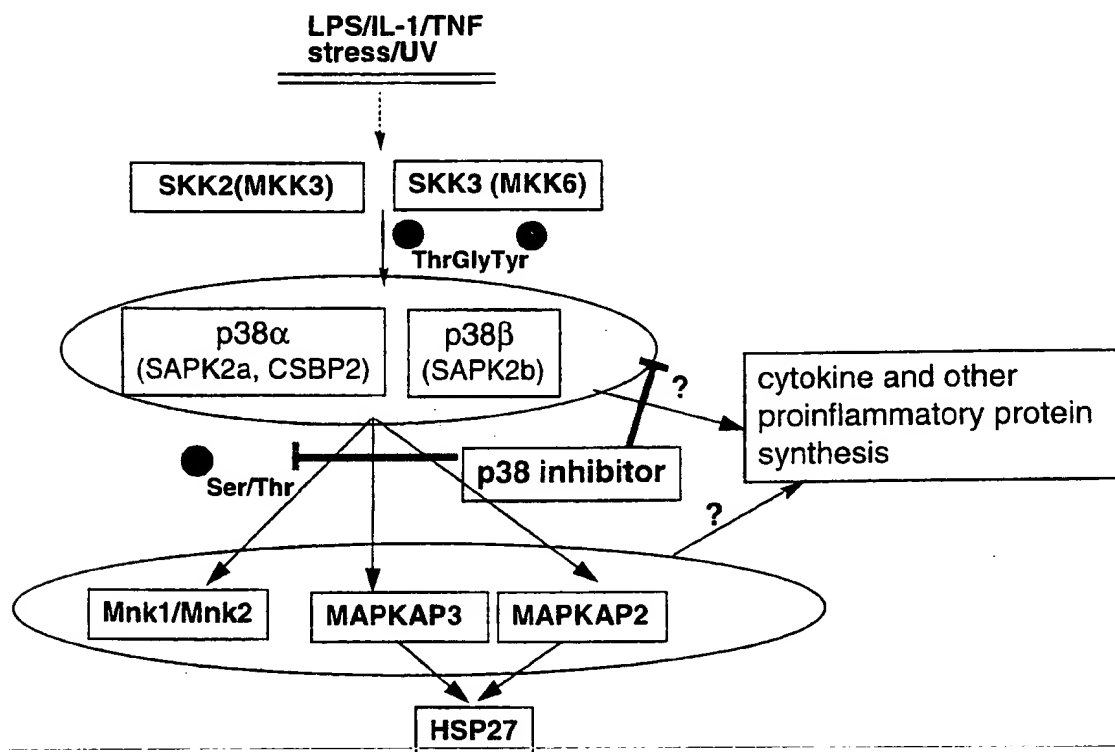 LPS/IL-1/TNF
stress/UV
SKK2(MKK3)
SKK3 (MKK6)
ThrGlyTyr
p38α
(SAPK2a, CSBP2)
p38β
(SAPK2b)
?
cytokine and other
proinflammatory protein
synthesis
Ser/Thr
p38 inhibitor
?
Mnk1/Mnk2
MAPKAP3
MAPKAP2
HSP27